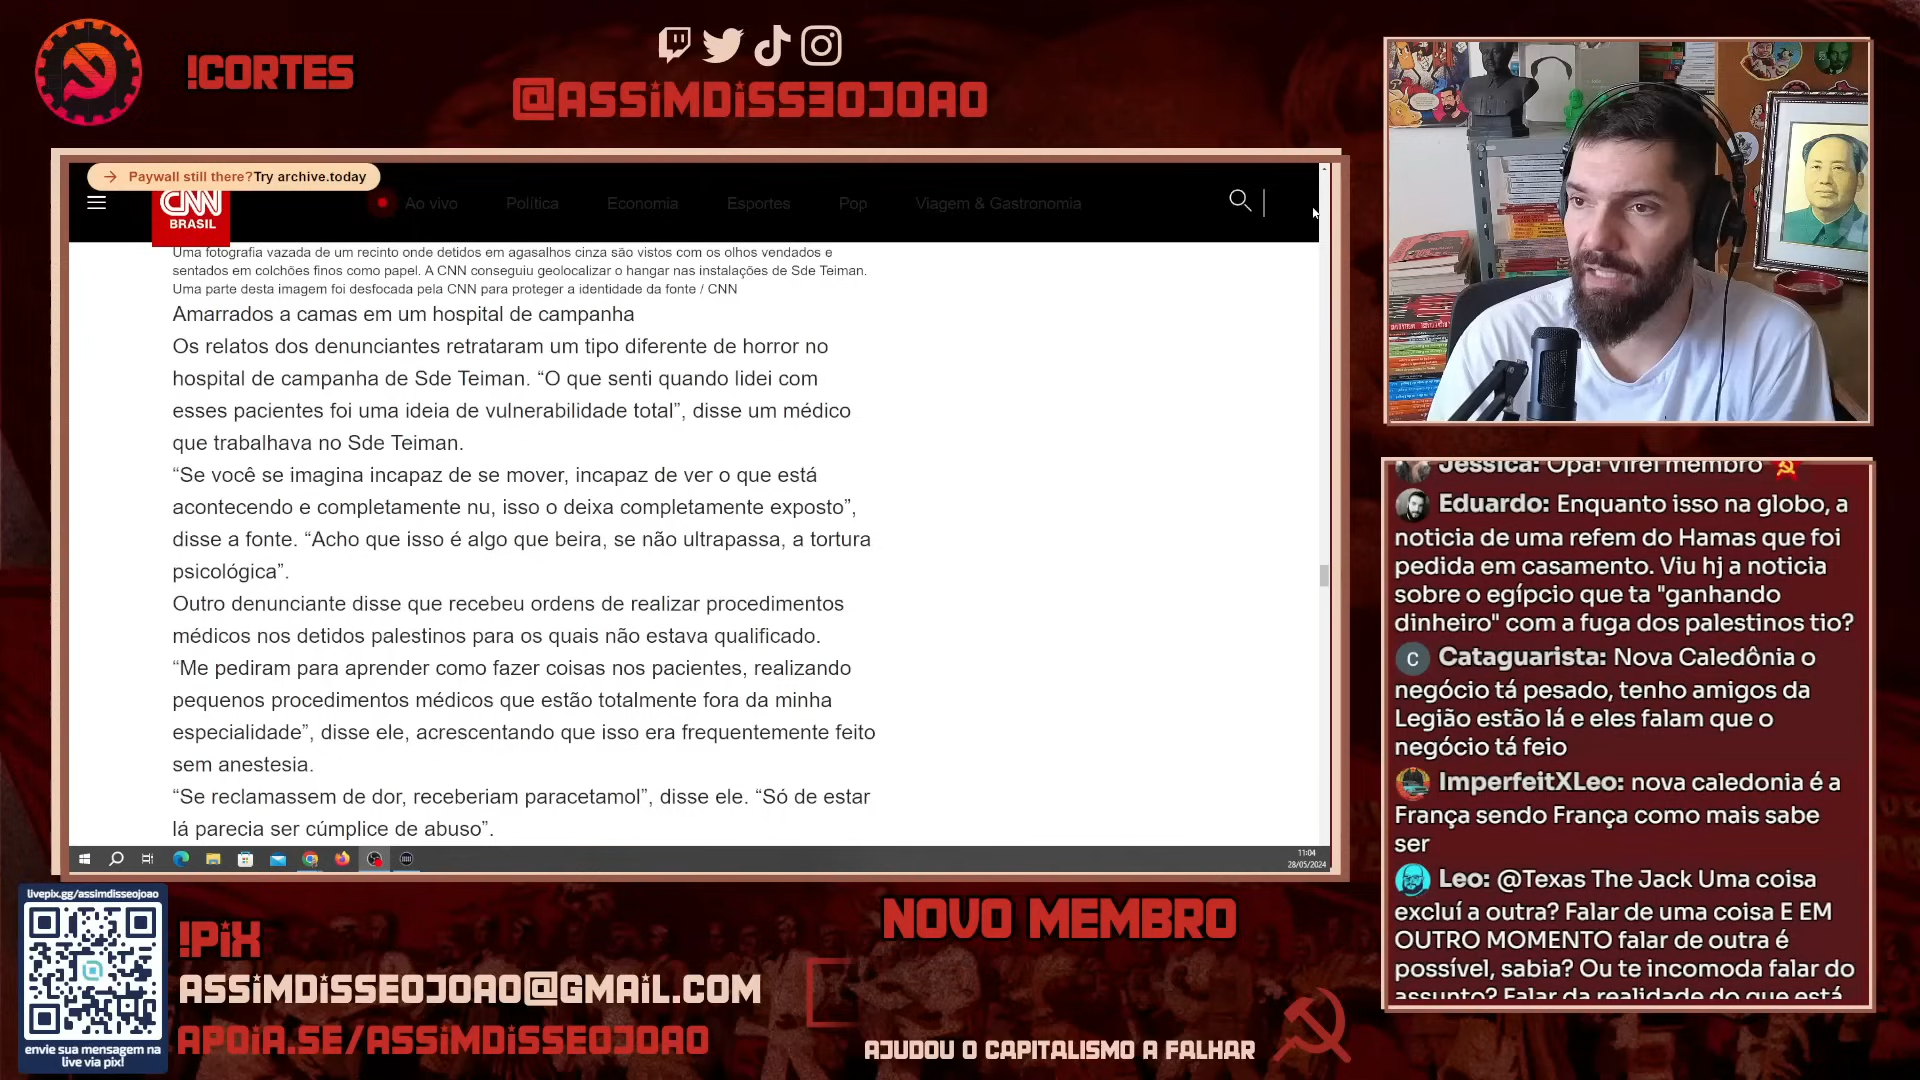 !CORTES
@ASSIMDISSEOJOAO
Paywall still there? Try archive.today
CNN
BRASIL
Ao vivo
Política
Economia
Esportes
Pop
Viagem & Gastronomia
Uma fotografia vazada de um recinto onde detidos em agasalhos cinza são vistos com os olhos vendados e
sentados em colchões finos como papel. A CNN conseguiu geolocalizar o hangar nas instalações de Sde Teiman.
Uma parte desta imagem foi desfocada pela CNN para proteger a identidade da fonte / CNN
Amarrados a camas em um hospital de campanha
Os relatos dos denunciantes retrataram um tipo diferente de horror no
hospital de campanha de Sde Teiman. “O que senti quando lidei com
esses pacientes foi uma ideia de vulnerabilidade total”, disse um médico
que trabalhava no Sde Teiman.
“Se você se imagina incapaz de se mover, incapaz de ver o que está
acontecendo e completamente nu, isso o deixa completamente exposto”,
disse a fonte. “Acho que isso é algo que beira, se não ultrapassa, a tortura
psicológica”.
Outro denunciante disse que recebeu ordens de realizar procedimentos
médicos nos detidos palestinos para os quais não estava qualificado.
“Me pediram para aprender como fazer coisas nos pacientes, realizando
pequenos procedimentos médicos que estão totalmente fora da minha
especialidade”, disse ele, acrescentando que isso era frequentemente feito
sem anestesia.
“Se reclamassem de dor, receberiam paracetamol”, disse ele. “Só de estar
lá parecia ser cúmplice de abuso”.
11:04
28/05/2024
Jessica: Opa! Virei membro
Eduardo: Enquanto isso na globo, a
noticia de uma refem do Hamas que foi
pedida em casamento. Viu hj a noticia
sobre o egípcio que ta "ganhando
dinheiro" com a fuga dos palestinos tio?
C Cataguarista: Nova Caledônia o
negócio tá pesado, tenho amigos da
Legião estão lá e eles falam que o
negócio tá feio
ImperfeitXLeo: nova caledonia é a
França sendo França como mais sabe
ser
Leo: @Texas The Jack Uma coisa
excluí a outra? Falar de uma coisa E EM
OUTRO MOMENTO falar de outra é
possível, sabia? Ou te incomoda falar do
assunto? Falar da realidade do que está
livepix.gg/assimdisseojoao
envie sua mensagem na
live via pix!
!PIX
ASSIMDISSEOJOAO@GMAIL.COM
APOIA.SE/ASSIMDISSEOJOAO
NOVO MEMBRO
AJUDOU O CAPITALISMO A FALHAR